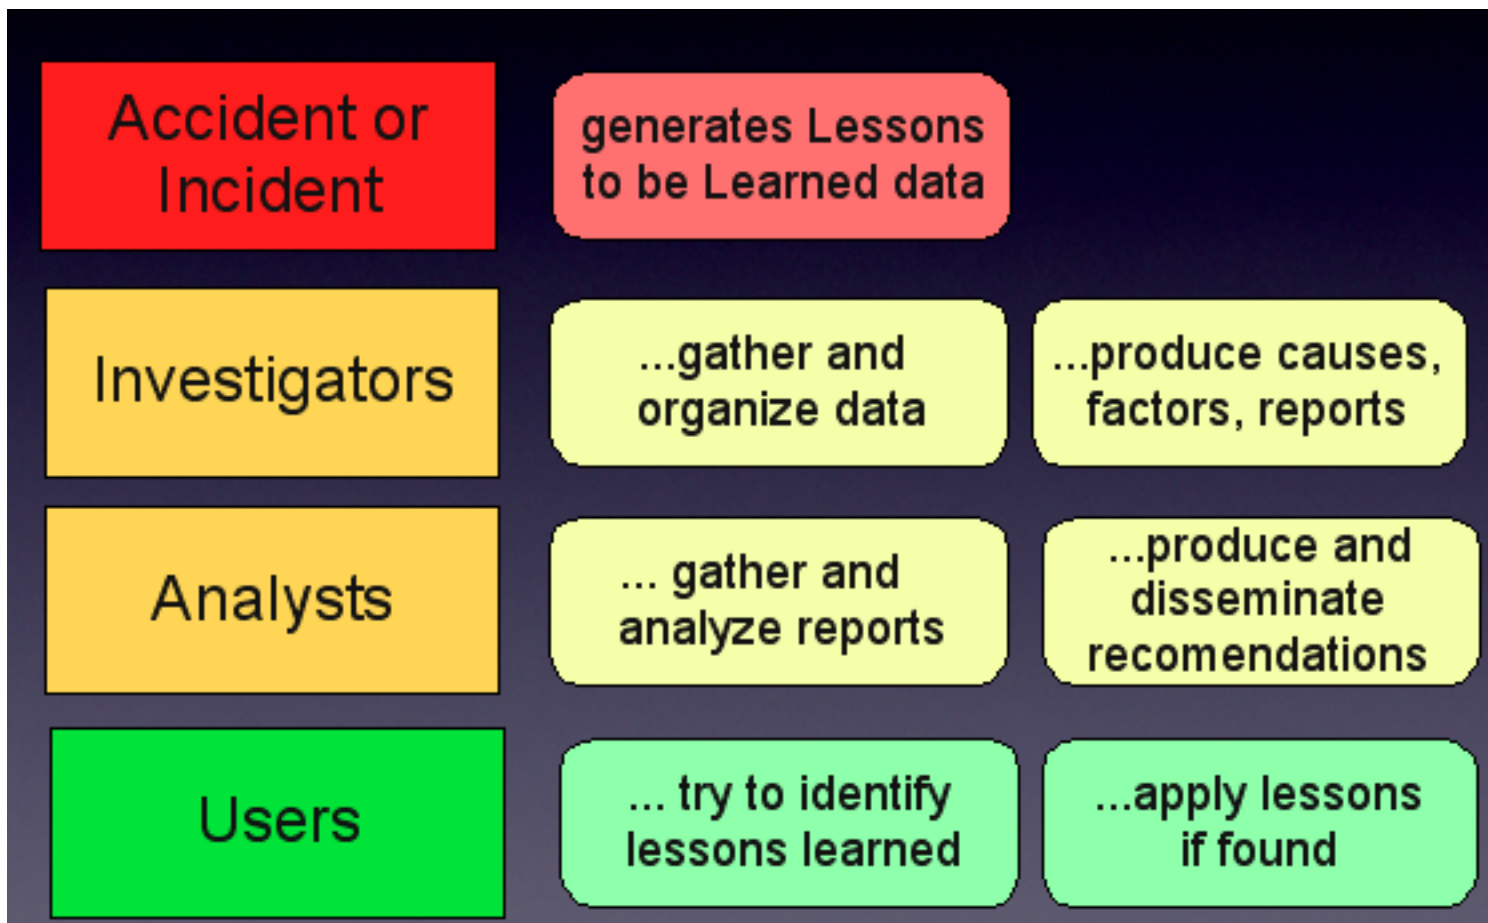 Accident or
Incident
generates Lessons
to be Learned data
Investigators
...gather and
organize data
...produce causes,
factors, reports
Analysts
... gather and
analyze reports
...produce and
disseminate
recomendations
Users
... try to identify
lessons learned
...apply lessons
if found